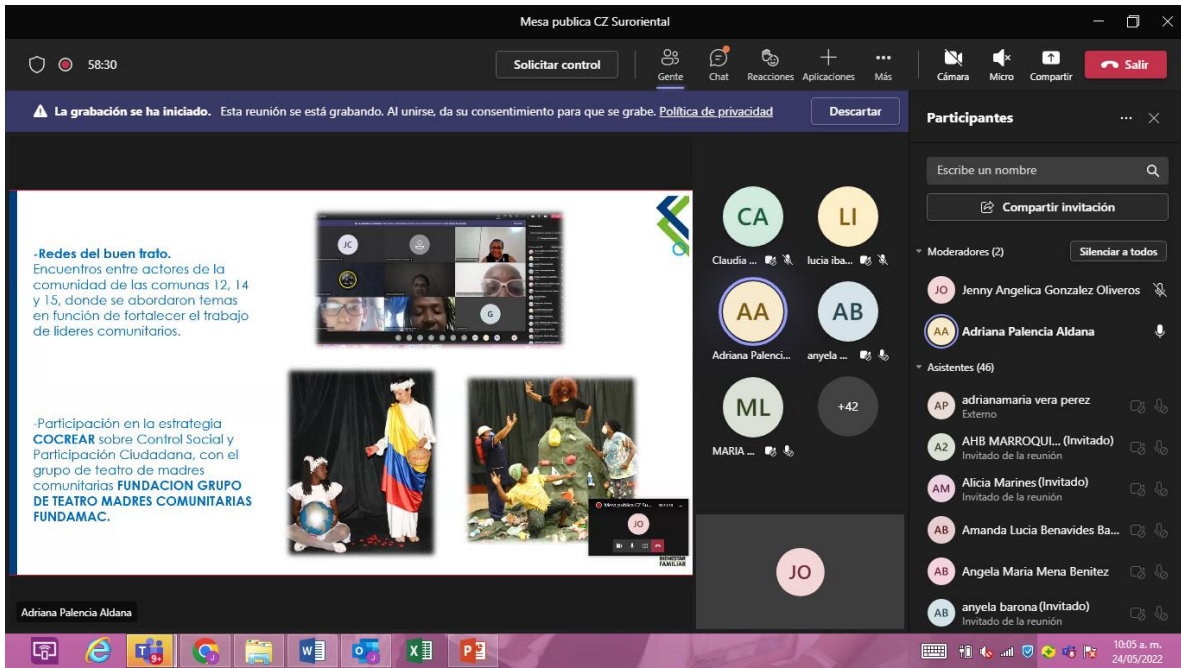 Mesa publica CZ Suroriental
58:30
Solicitar control
Gente
Chat
Reacciones
Aplicaciones
Más
Cámara
Micro
Compartir
Salir
La grabación se ha iniciado. Esta reunión se está grabando. Al unirse, da su consentimiento para que se grabe. Política de privacidad
Descartar
-Redes del buen trato.
Encuentros entre actores de la
comunidad de las comunas 12, 14
y 15, donde se abordaron temas
en función de fortalecer el trabajo
de lideres comunitarios.
JC
G
-Participación en la estrategia
COCREAR sobre Control Social y
Participación Ciudadana, con el
grupo de teatro de madres
comunitarias FUNDACION GRUPO
DE TEATRO MADRES COMUNITARIAS
FUNDAMAC.
Mesa publica CZ Su...
JO
BIENESTAR
FAMILIAR
Adriana Palencia Aldana
CA
Claudia ...
LI
lucia iba...
AA
Adriana Palenci...
AB
anyela ...
ML
MARIA ...
+42
JO
Participantes
Escribe un nombre
Compartir invitación
Moderadores (2)
Silenciar a todos
JO
Jenny Angelica Gonzalez Oliveros
AA
Adriana Palencia Aldana
Asistentes (46)
AP
adrianamaria vera perez
Externo
A2
AHB MARROQUI... (Invitado)
Invitado de la reunión
AM
Alicia Marines (Invitado)
Invitado de la reunión
AB
Amanda Lucia Benavides Ba...
AB
Angela Maria Mena Benitez
AB
anyela barona (Invitado)
Invitado de la reunión
10:05 a. m.
24/05/2022